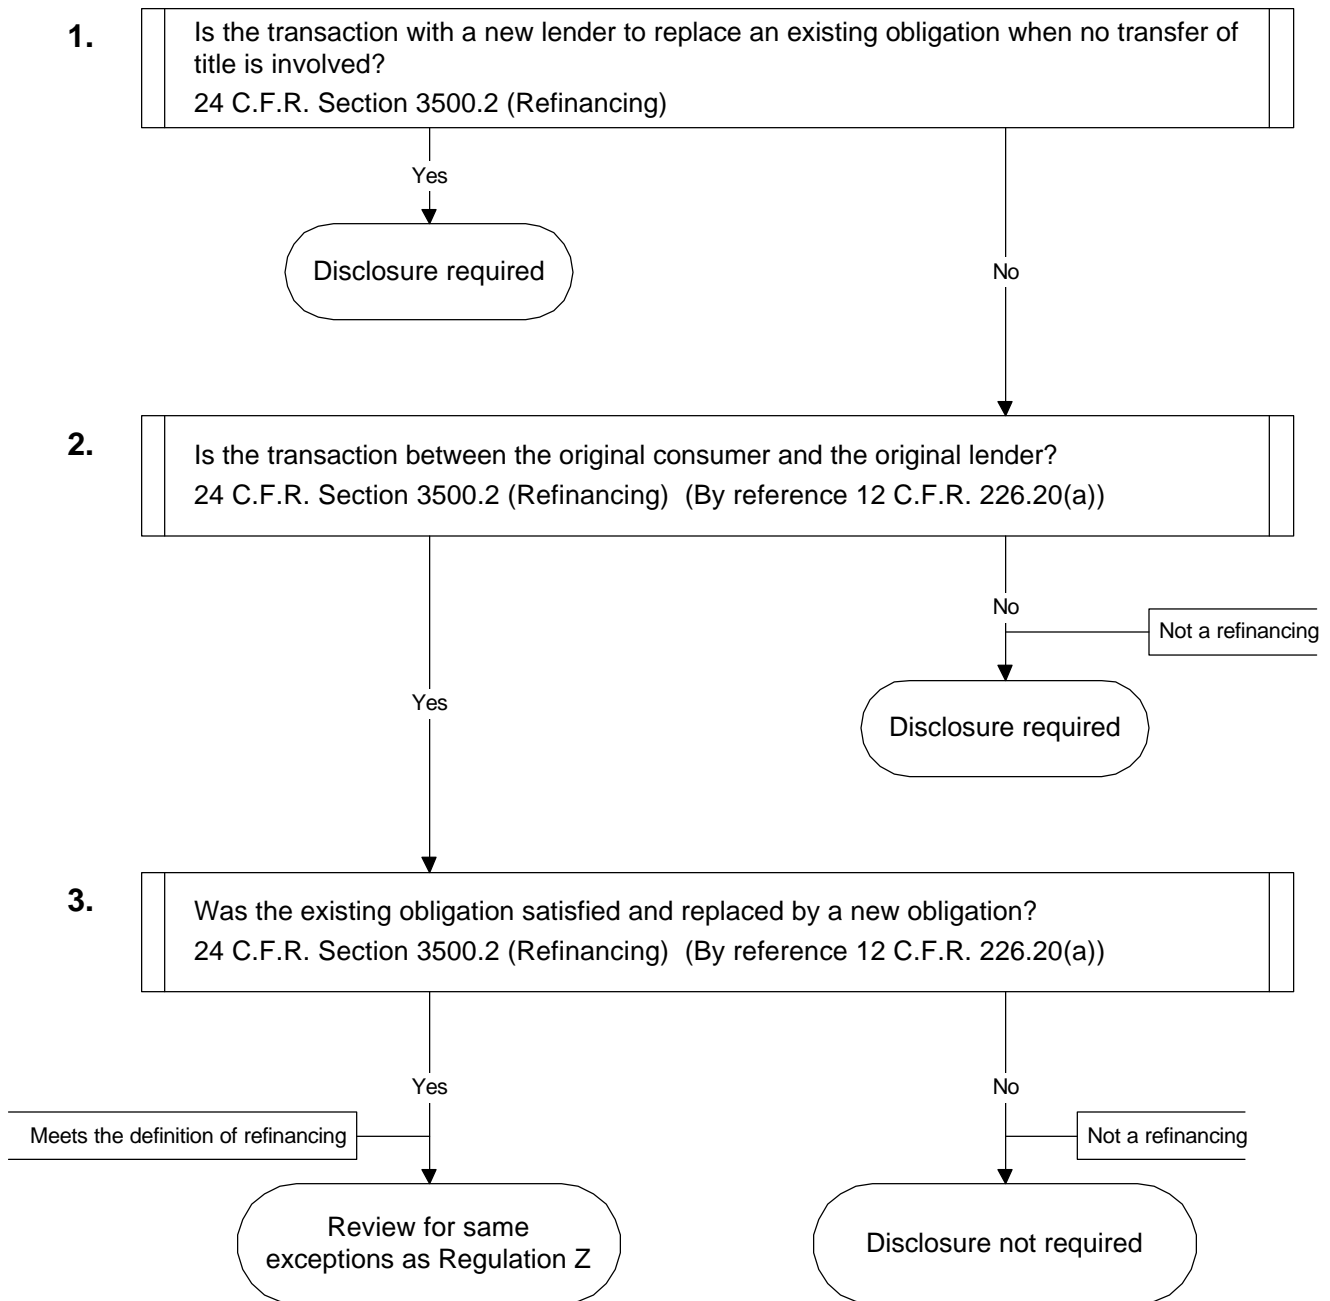 1.
Is the transaction with a new lender to replace an existing obligation when no transfer of
title is involved?
24 C.F.R. Section 3500.2 (Refinancing)
Yes
Disclosure required
No
2.
Is the transaction between the original consumer and the original lender?
24 C.F.R. Section 3500.2 (Refinancing) (By reference 12 C.F.R. 226.20(a))
No
Not a refinancing
Yes
Disclosure required
3.
Was the existing obligation satisfied and replaced by a new obligation?
24 C.F.R. Section 3500.2 (Refinancing) (By reference 12 C.F.R. 226.20(a))
Yes
No
Meets the definition of refinancing
Not a refinancing
Review for same
exceptions as Regulation Z
Disclosure not required